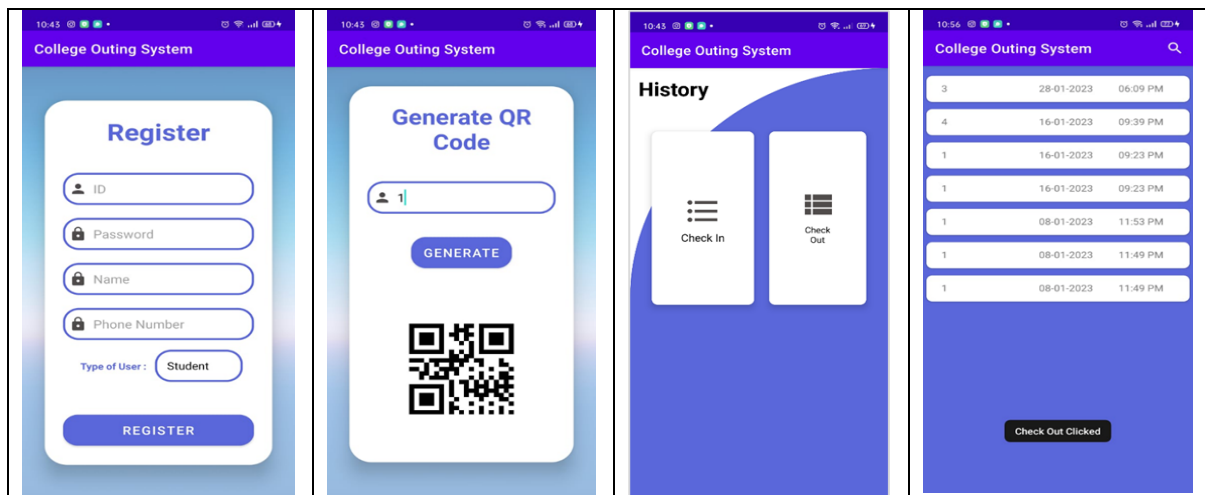 10:43
College Outing System
Register
ID
Password
Name
Phone Number
Type of User :
Student
REGISTER
10:43
College Outing System
Generate QR
Code
1
GENERATE
10:43
College Outing System
History
Check In
Check
Out
10:56
College Outing System
3 28-01-2023 06:09 PM
4 16-01-2023 09:39 PM
1 16-01-2023 09:23 PM
1 16-01-2023 09:23 PM
1 08-01-2023 11:53 PM
1 08-01-2023 11:49 PM
1 08-01-2023 11:49 PM
Check Out Clicked